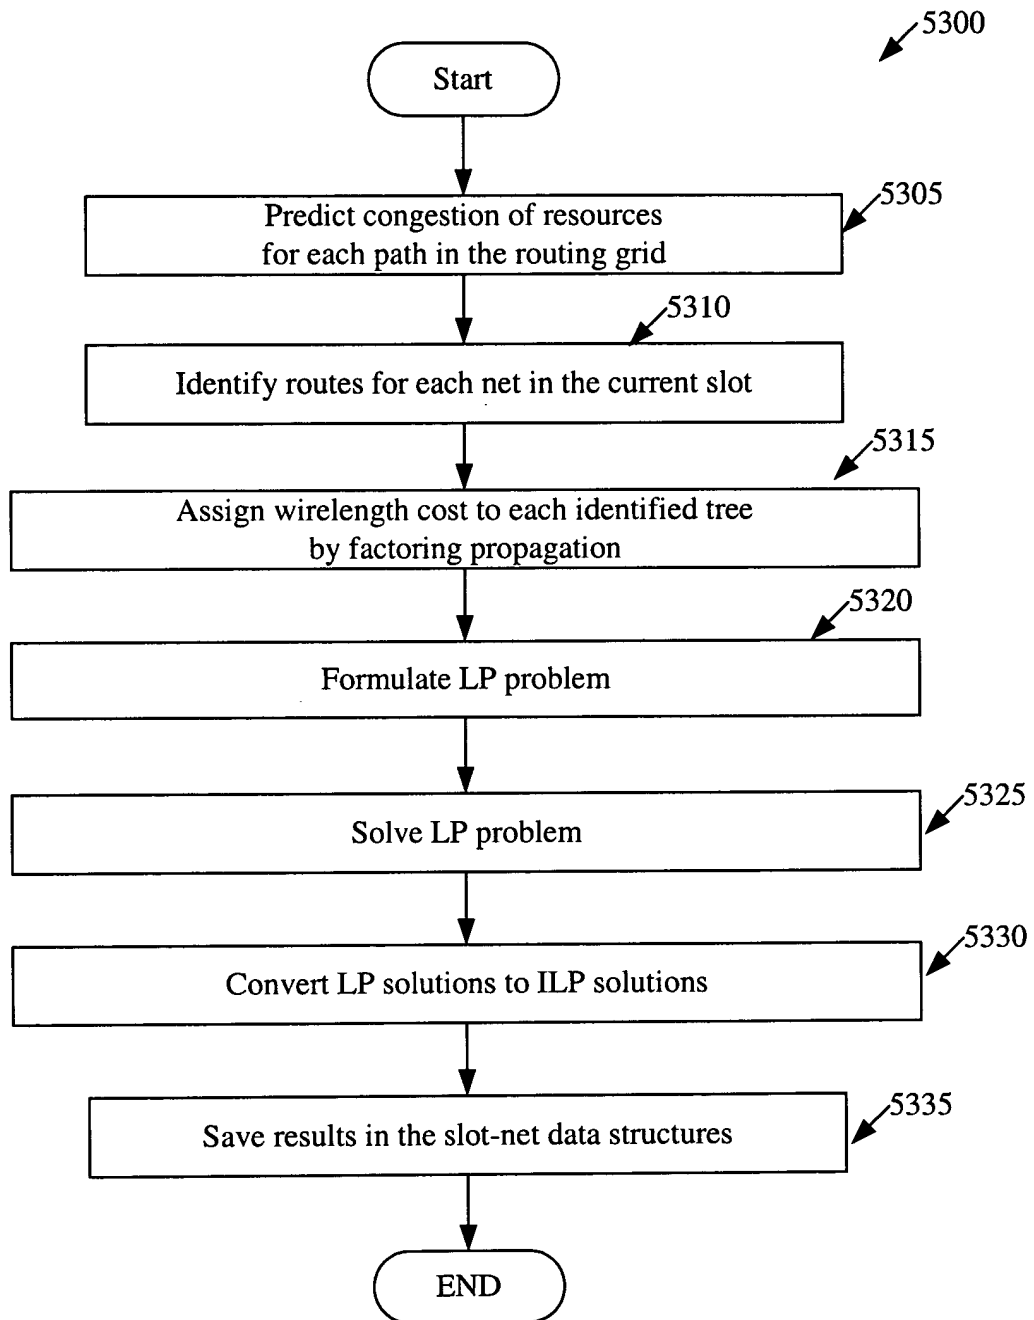 5300
Start
5305
Predict congestion of resources
for each path in the routing grid
5310
Identify routes for each net in the current slot
5315
Assign wirelength cost to each identified tree
by factoring propagation
5320
Formulate LP problem
5325
Solve LP problem
5330
Convert LP solutions to ILP solutions
5335
Save results in the slot-net data structures
END